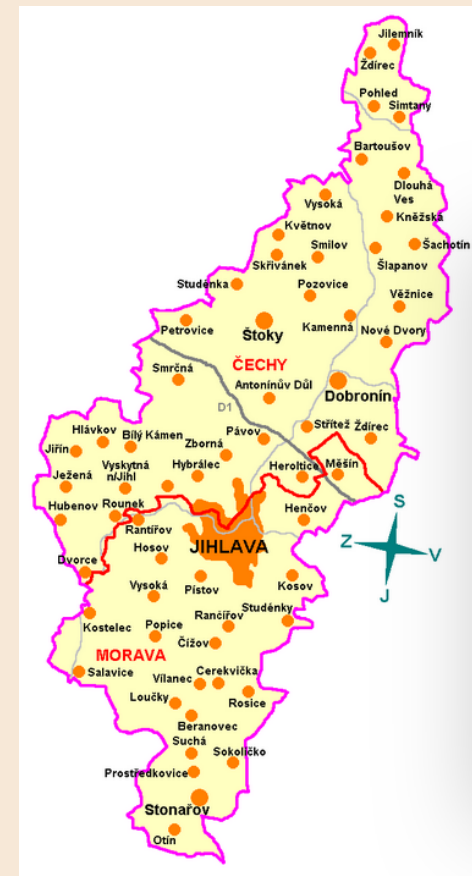 Jilemník
Ždírec
Pohled
Simtany
Bartoušov
Dlouhá
Ves
Vysoká
Kněžská
Květnov
Šachotín
Smilov
Skřivánek
Šlapanov
Studénka
Pozovice
Věžnice
Petrovice
Štoky
Kamenná
Nové Dvory
ČECHY
Smrčná
Antonínův Důl
Dobronín
D1
Hlávkov
Bílý Kámen
Pávov
Střítež
Ždírec
Jiřín
Zborná
Vyskytná
n/Jihl
Hybrálec
Heroltice
Měšín
Ježená
Hubenov
Rounek
Rantířov
Henčov
S
JIHLAVA
Z
V
Hosov
Dvorce
Pístov
Kosov
J
Vysoká
Studénky
Kostelec
Popice
Rančířov
Čížov
MORAVA
Salavice
Vílanec
Cerekvička
Loučky
Rosice
Beranovec
Suchá
Sokolíčko
Prostředkovice
Stonařov
Otín